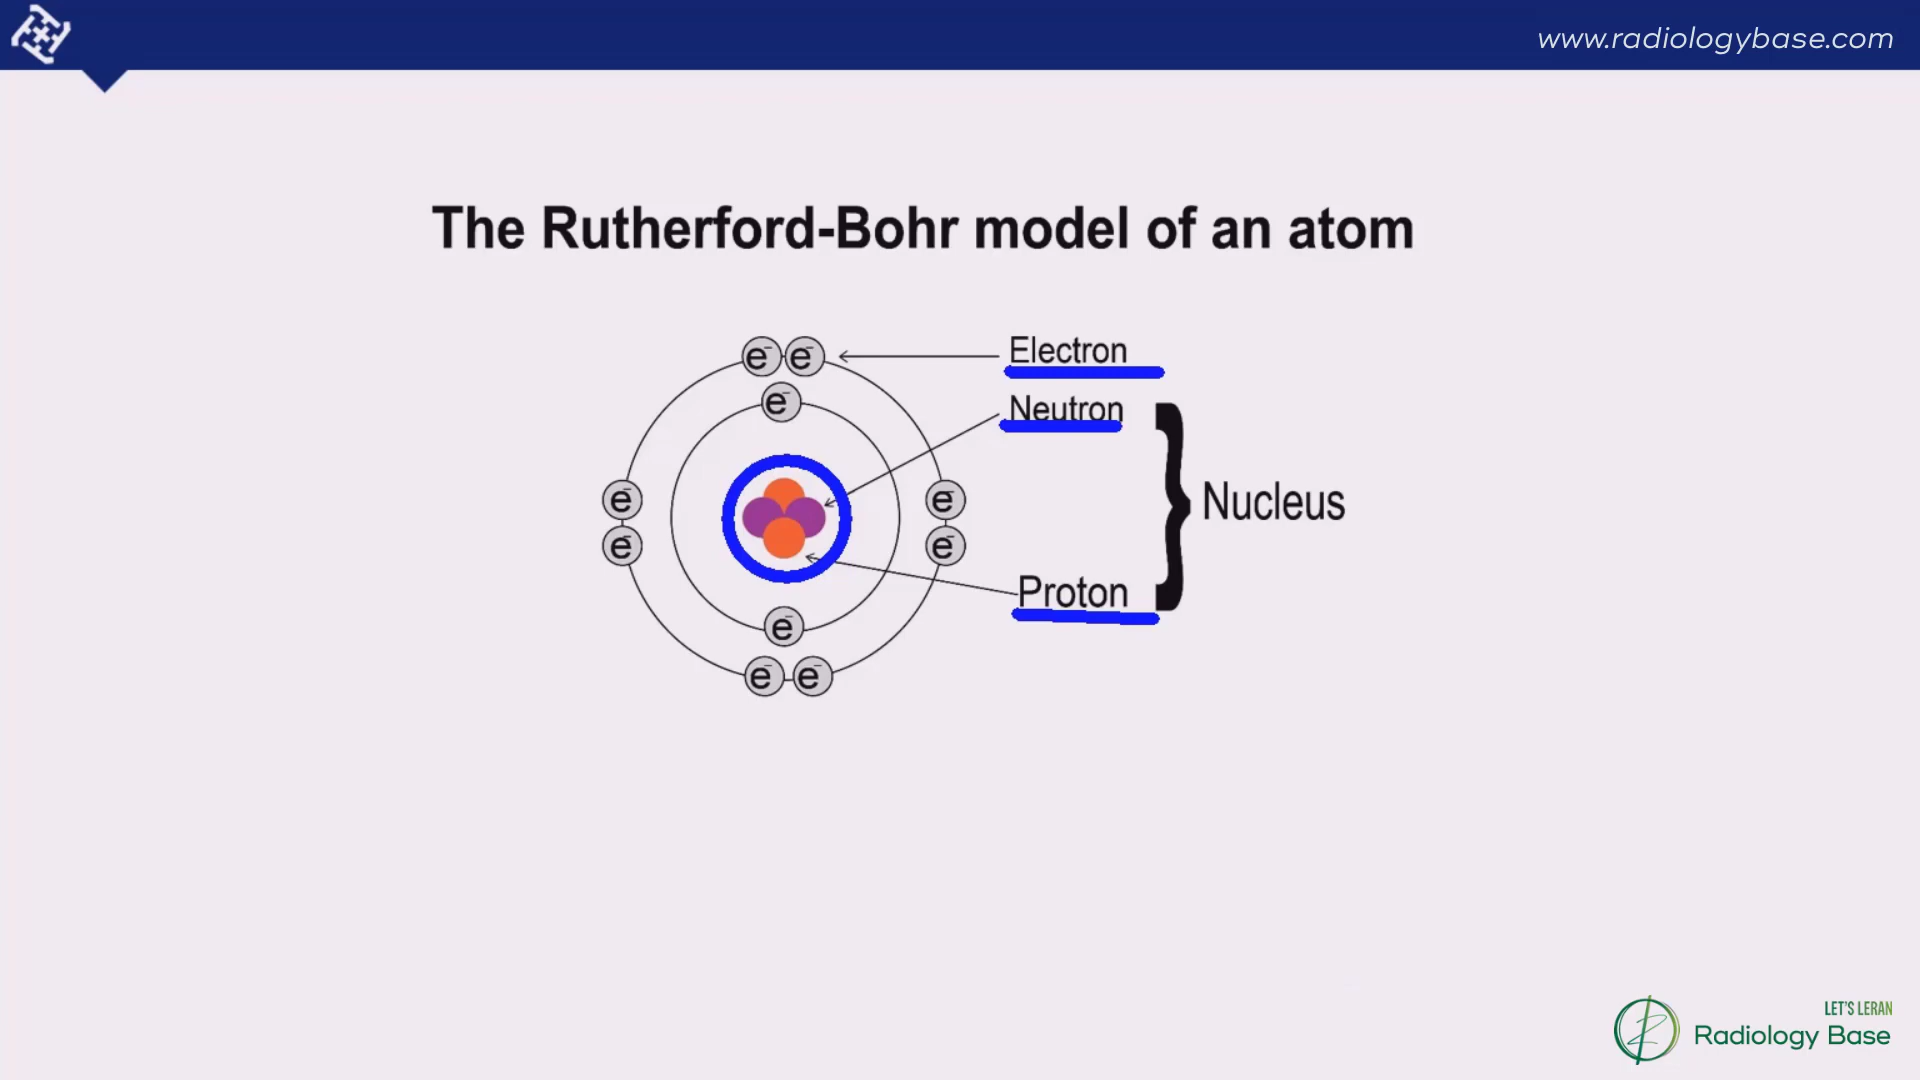 www.radiologybase.com
The Rutherford-Bohr model of an atom
e⁻ e⁻
Electron
e⁻
Neutron
e⁻
e⁻
Nucleus
e⁻
e⁻
Proton
e⁻
e⁻ e⁻
LET'S LERAN
Radiology Base